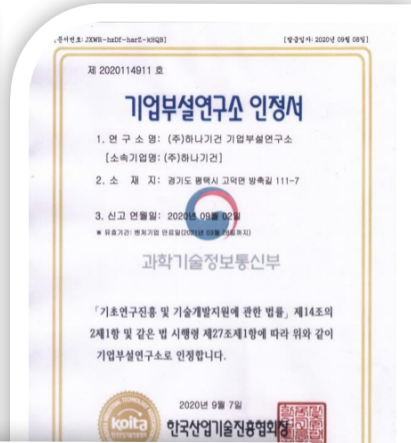 [발급일자: 2020년 09월 08일]
제 2020114911 호
기업부설연구소 인정서
1. 연 구 소 명: (주)하나기건 기업부설연구소
[소속기업명: (주)하나기건]
2. 소 재 지: 경기도 평택시 고덕면 방축길 111-7
3. 신고 연월일: 2020년 09월 02일
과학기술정보통신부
「기초연구진흥 및 기술개발지원에 관한 법률」 제14조의
2제1항 및 같은 법 시행령 제27조제1항에 따라 위와 같이
기업부설연구소로 인정합니다.
2020년 9월 7일
koita
한국산업기술진흥협회장